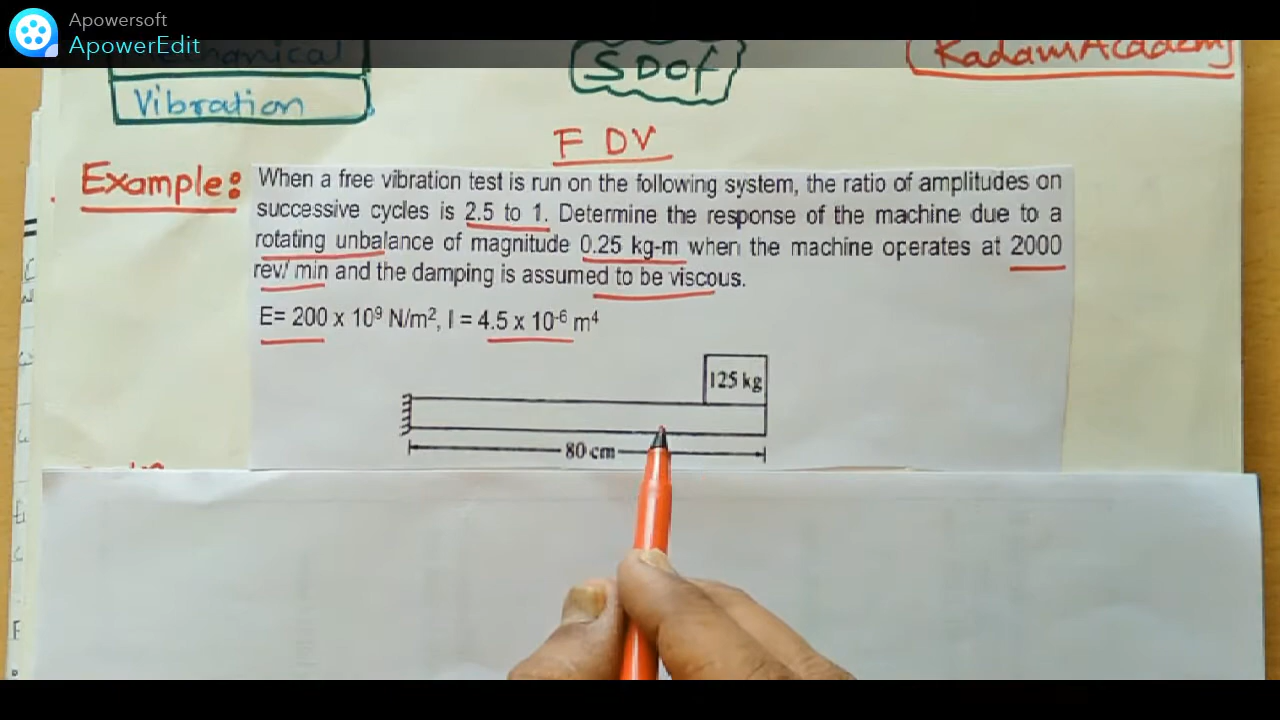 Apowersoft
ApowerEdit
Mechanical
Vibration
SDof
KadamAcademy
F DV
Example:
When a free vibration test is run on the following system, the ratio of amplitudes on
successive cycles is 2.5 to 1. Determine the response of the machine due to a
rotating unbalance of magnitude 0.25 kg-m when the machine operates at 2000
rev/ min and the damping is assumed to be viscous.
E= 200 x 10⁹ N/m², I = 4.5 x 10⁻⁶ m⁴
125 kg
80 cm